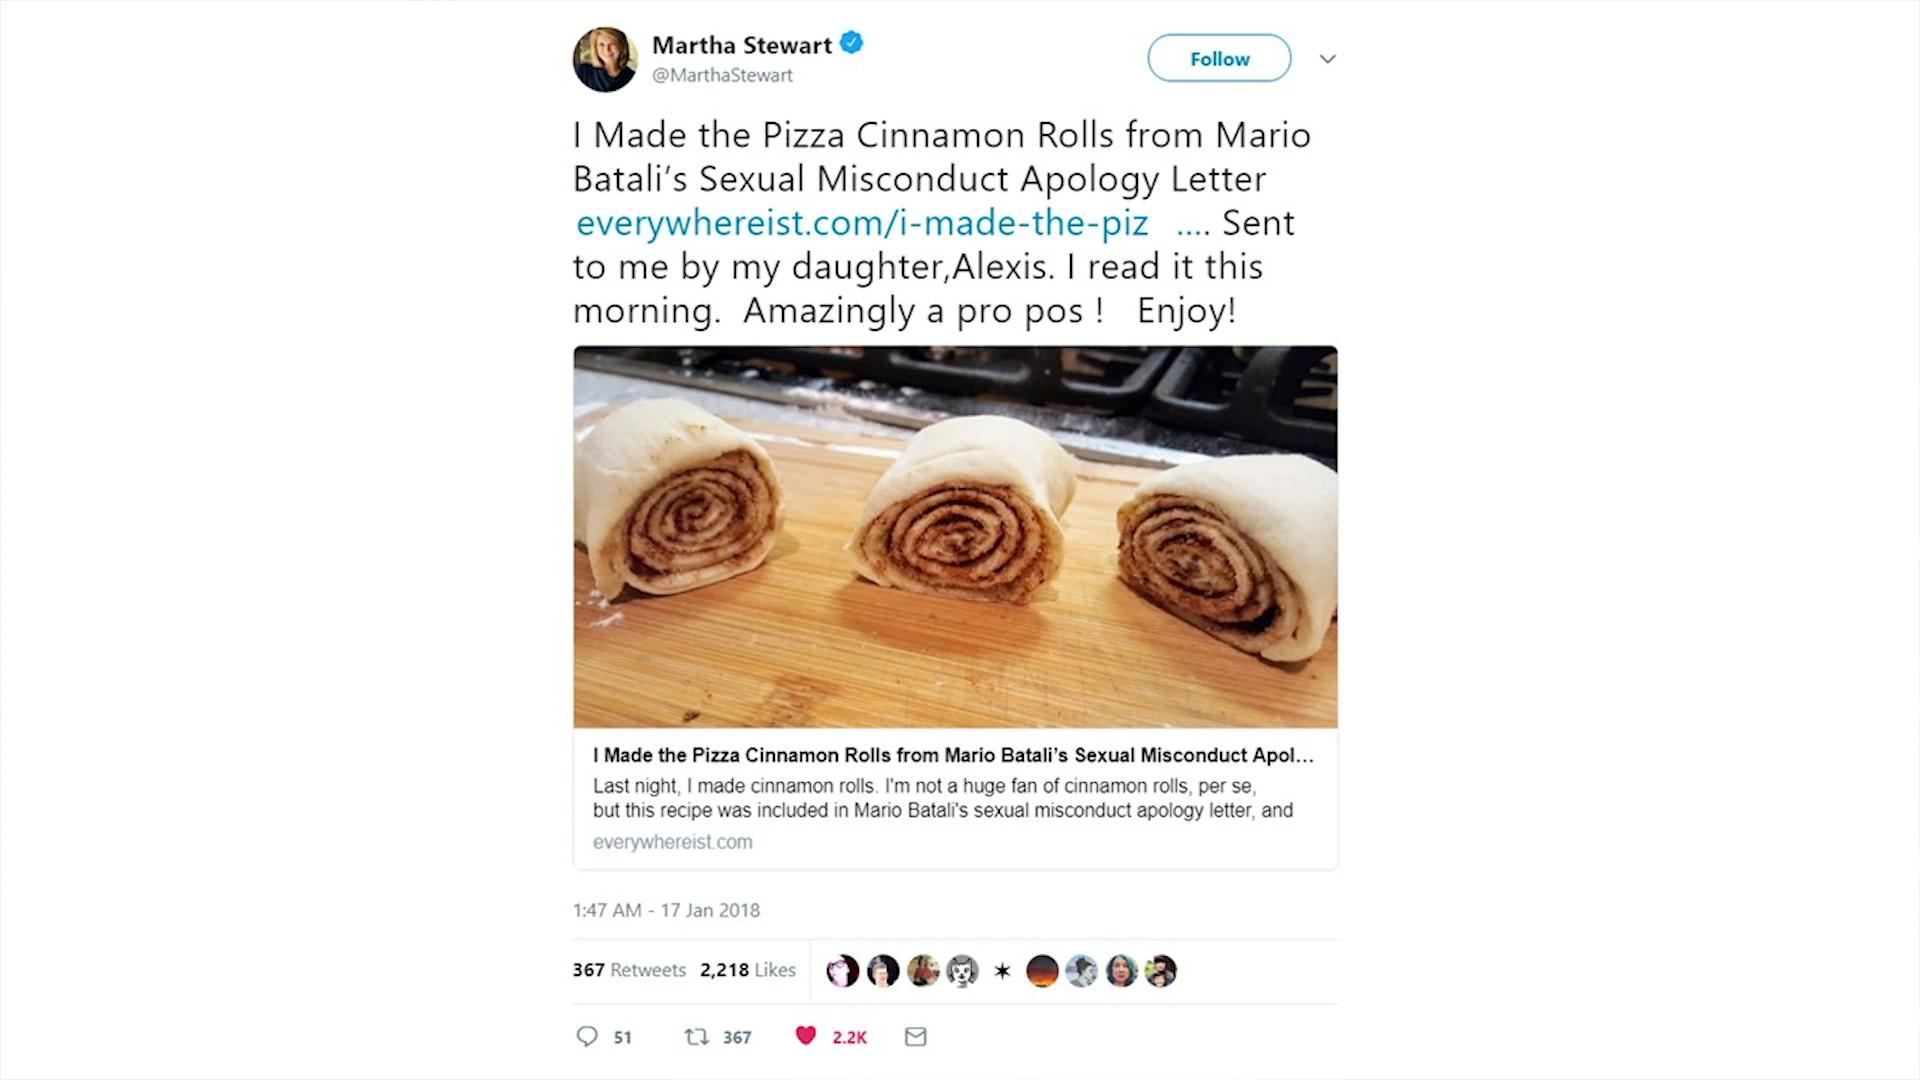 Martha Stewart
@MarthaStewart
Follow
I Made the Pizza Cinnamon Rolls from Mario
Batali’s Sexual Misconduct Apology Letter
everywhereist.com/i-made-the-piz …. Sent
to me by my daughter,Alexis. I read it this
morning.  Amazingly a pro pos !   Enjoy!
I Made the Pizza Cinnamon Rolls from Mario Batali’s Sexual Misconduct Apol...
Last night, I made cinnamon rolls. I'm not a huge fan of cinnamon rolls, per se,
but this recipe was included in Mario Batali's sexual misconduct apology letter, and
everywhereist.com
1:47 AM - 17 Jan 2018
367 Retweets 2,218 Likes
51 367 2.2K